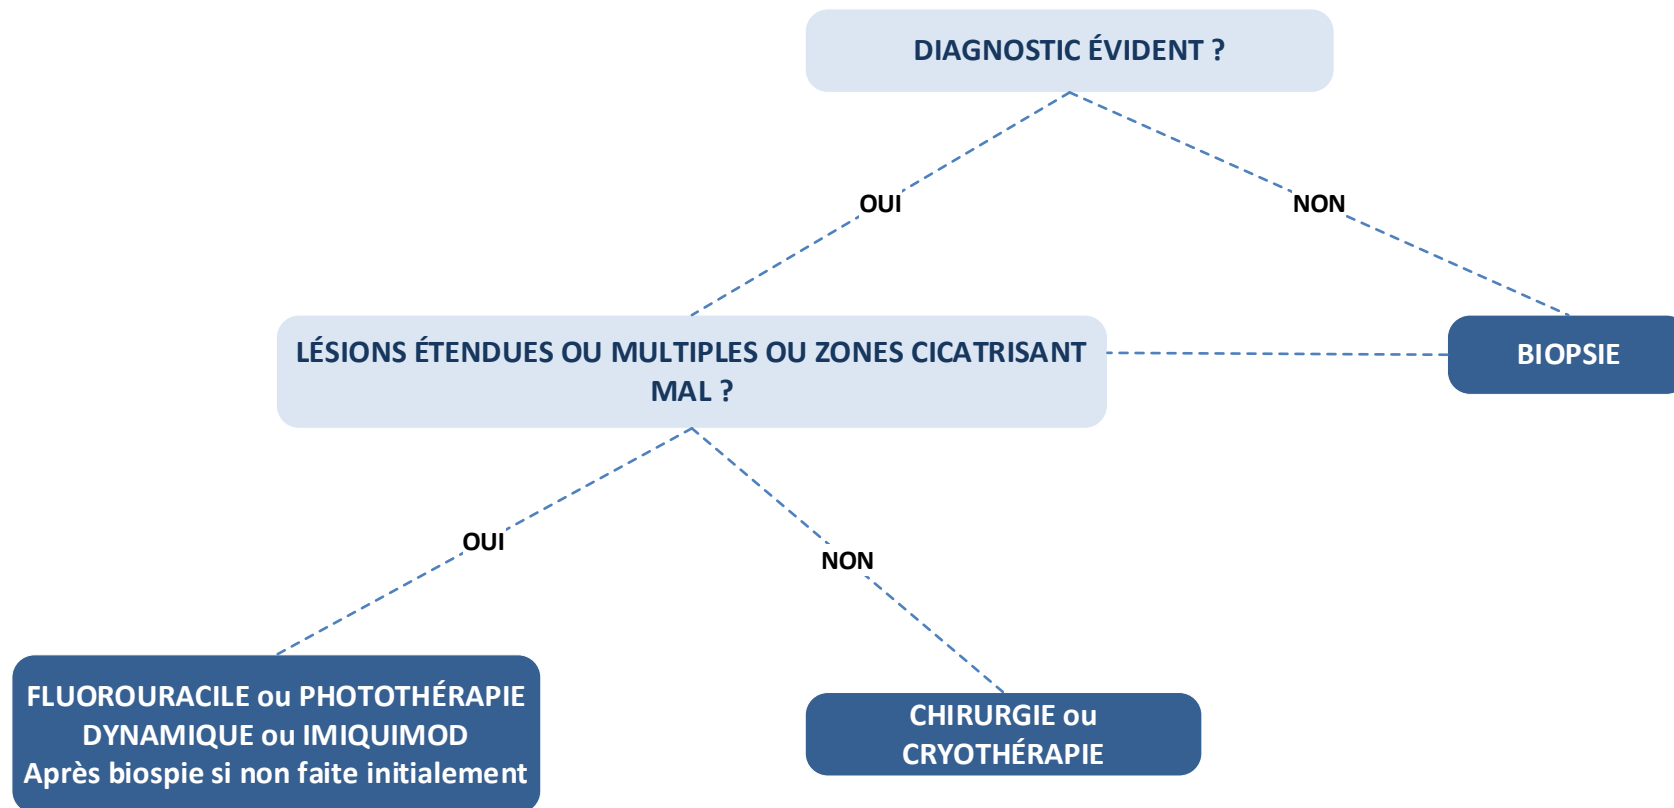 DIAGNOSTIC ÉVIDENT ?
OUI
NON
LÉSIONS ÉTENDUES OU MULTIPLES OU ZONES CICATRISANT
MAL ?
BIOPSIE
OUI
NON
FLUOROURACILE ou PHOTOTHÉRAPIE
DYNAMIQUE ou IMIQUIMOD
Après biospie si non faite initialement
CHIRURGIE ou
CRYOTHÉRAPIE